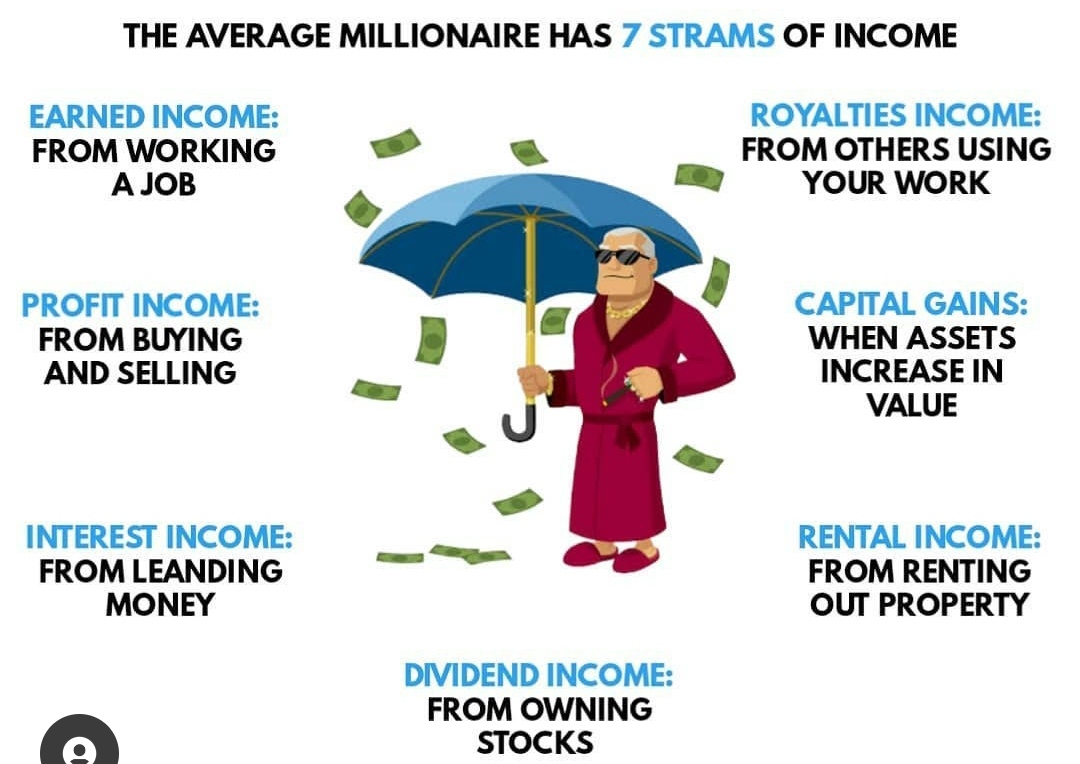 THE AVERAGE MILLIONAIRE HAS 7 STRAMS OF INCOME
EARNED INCOME:
FROM WORKING
A JOB
ROYALTIES INCOME:
FROM OTHERS USING
YOUR WORK
PROFIT INCOME:
FROM BUYING
AND SELLING
CAPITAL GAINS:
WHEN ASSETS
INCREASE IN
VALUE
INTEREST INCOME:
FROM LEANDING
MONEY
RENTAL INCOME:
FROM RENTING
OUT PROPERTY
DIVIDEND INCOME:
FROM OWNING
STOCKS